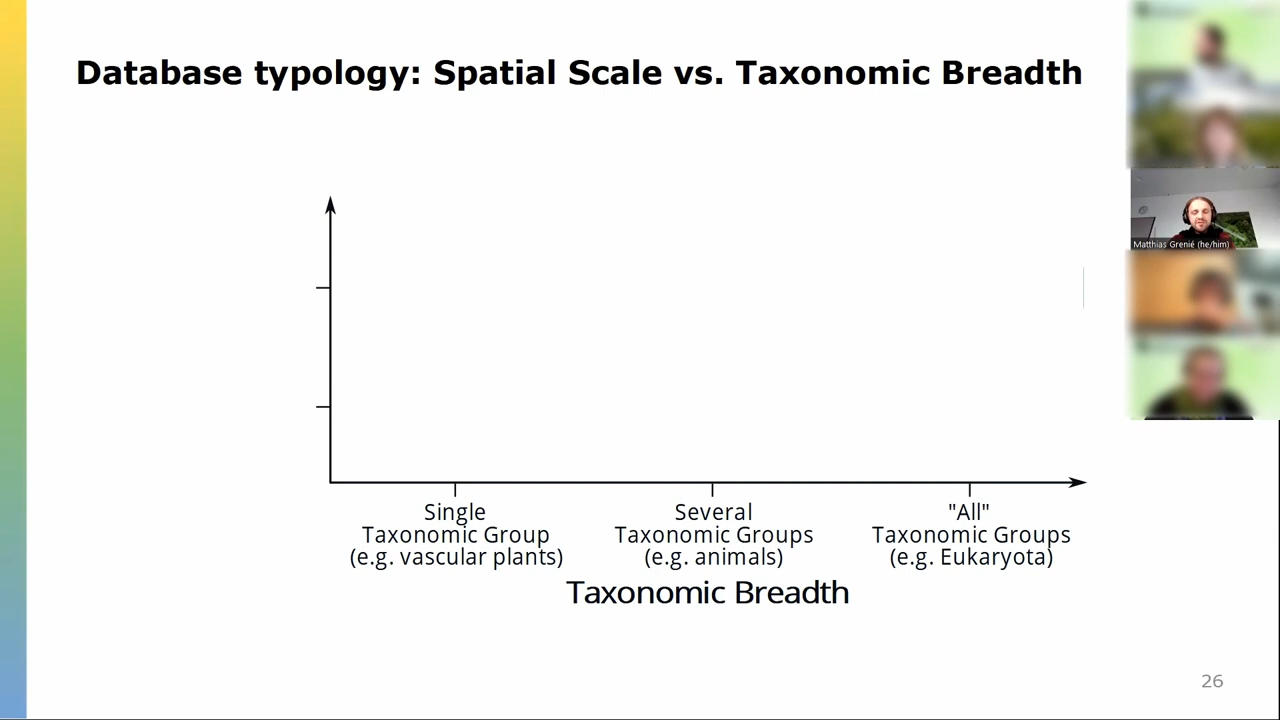 Database typology: Spatial Scale vs. Taxonomic Breadth
Matthias Grenié (he/him)
Single
Taxonomic Group
(e.g. vascular plants)
Several
Taxonomic Groups
(e.g. animals)
"All"
Taxonomic Groups
(e.g. Eukaryota)
Taxonomic Breadth
26